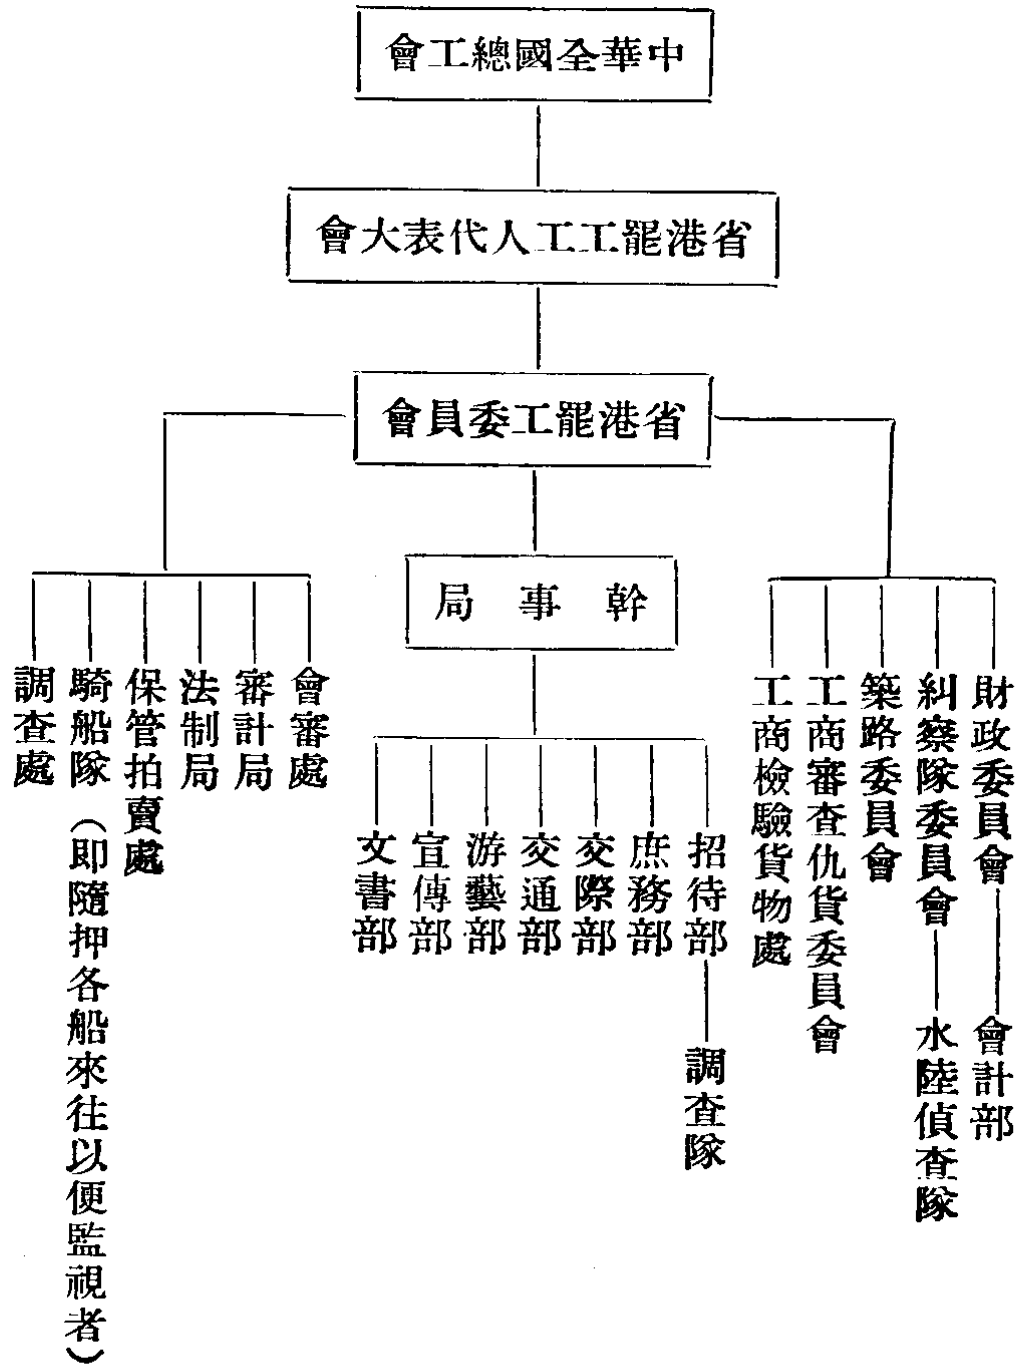 中華全國總工會
省港罷工工人代表大會
省港罷工委員會
幹事局
財政委員會
會計部
糾察隊委員會
水陸偵查隊
築路委員會
工商審查仇貨委員會
工商檢驗貨物處
招待部
調查隊
庶務部
交際部
交通部
游藝部
宣傳部
文書部
會審處
審計局
法制局
保管拍賣處
騎船隊（即隨押各船來往以便監視者）
調查處